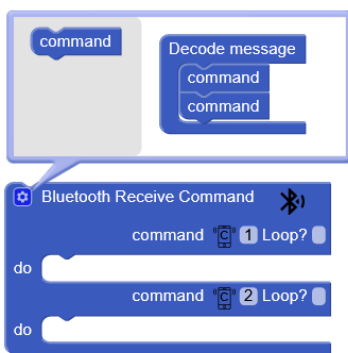 command
Decode message
command
command
Bluetooth Receive Command
command "C" 1 Loop?
do
command "C" 2 Loop?
do